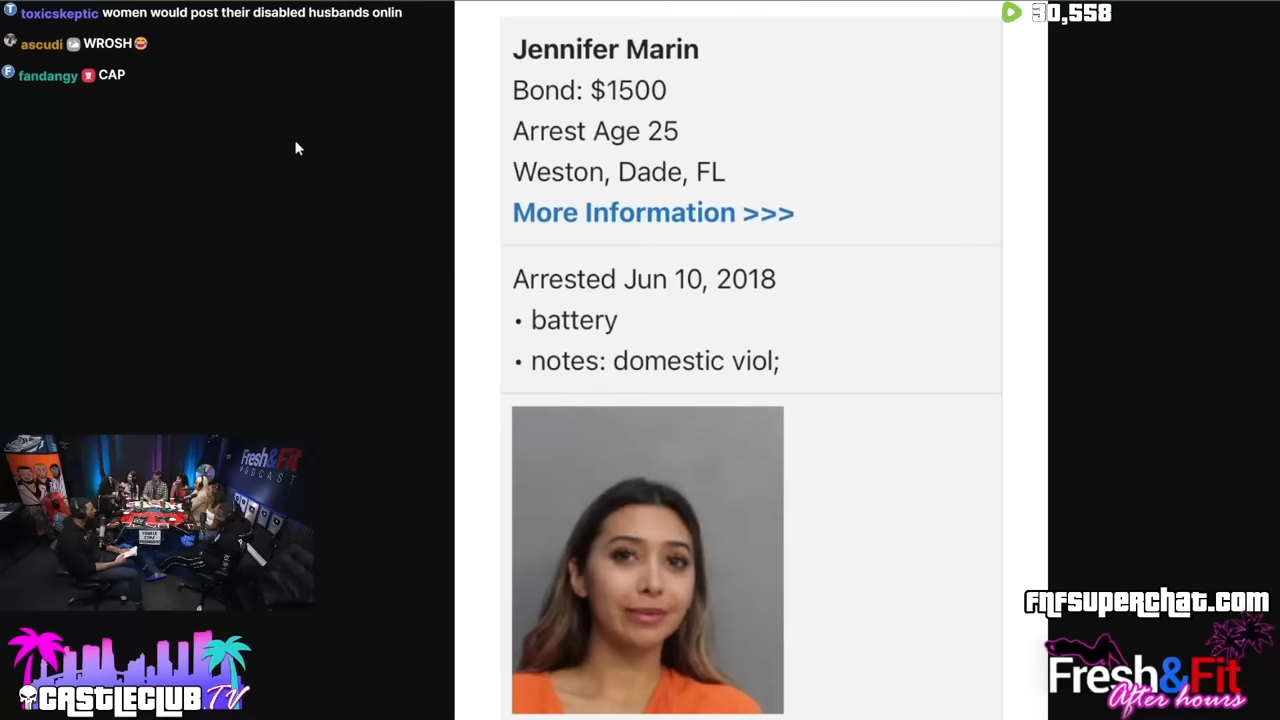 toxicskeptic women would post their disabled husbands onlin
ascudi WROSH
fandangy CAP
30,558
Jennifer Marin
Bond: $1500
Arrest Age 25
Weston, Dade, FL
More Information >>>
Arrested Jun 10, 2018
• battery
• notes: domestic viol;
Fresh&Fit
PODCAST
CASTLECLUB.TV
FNFSUPERCHAT.COM
Fresh&Fit
After hours